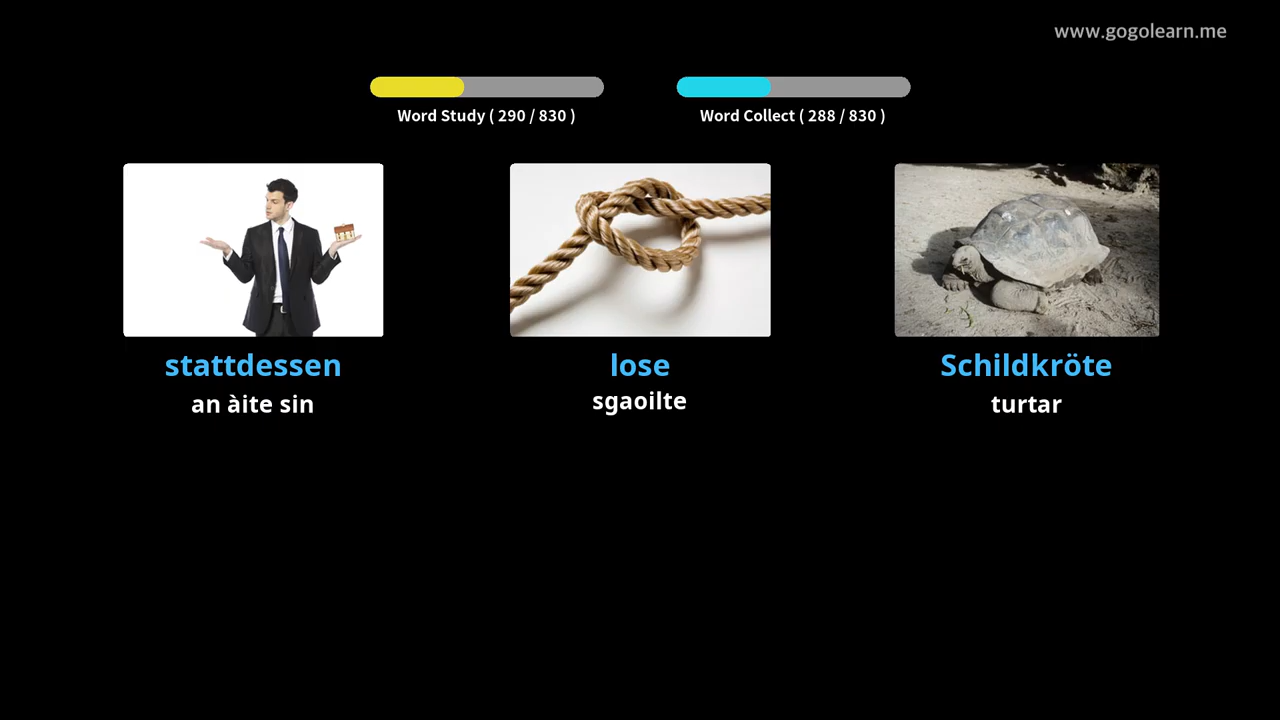 www.gogolearn.me
Word Study ( 290 / 830 )
Word Collect ( 288 / 830 )
stattdessen
an àite sin
lose
sgaoilte
Schildkröte
turtar